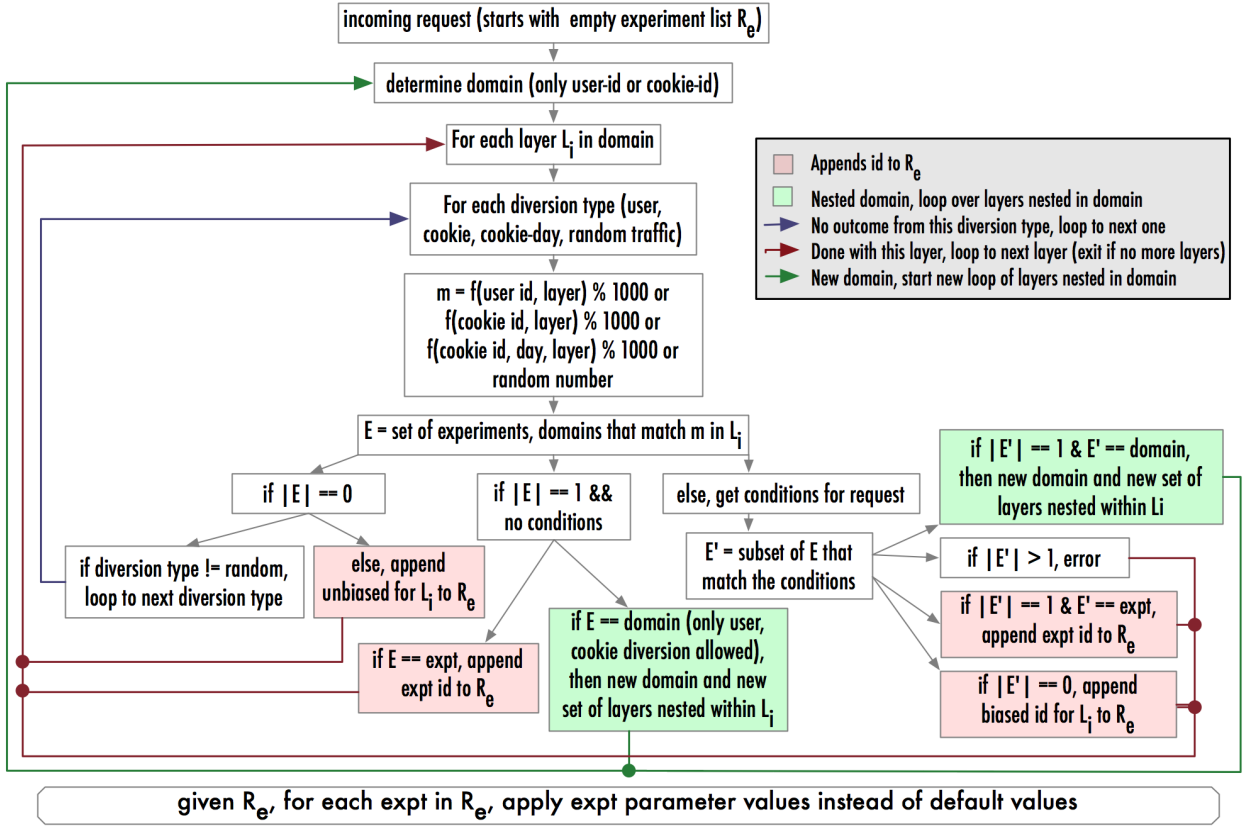 incoming request (starts with empty experiment list Re)
determine domain (only user-id or cookie-id)
For each layer Li in domain
For each diversion type (user,
cookie, cookie-day, random traffic)
m = f(user id, layer) % 1000 or
f(cookie id, layer) % 1000 or
f(cookie id, day, layer) % 1000 or
random number
E = set of experiments, domains that match m in Li
if |E| == 0
if |E| == 1 &&
no conditions
else, get conditions for request
if diversion type != random,
loop to next diversion type
else, append
unbiased for Li to Re
if E == expt, append
expt id to Re
if E == domain (only user,
cookie diversion allowed),
then new domain and new
set of layers nested within Li
E' = subset of E that
match the conditions
if |E'| == 1 & E' == domain,
then new domain and new set of
layers nested within Li
if |E'| > 1, error
if |E'| == 1 & E' == expt,
append expt id to Re
if |E'| == 0, append
biased id for Li to Re
Appends id to Re
Nested domain, loop over layers nested in domain
No outcome from this diversion type, loop to next one
Done with this layer, loop to next layer (exit if no more layers)
New domain, start new loop of layers nested in domain
given Re, for each expt in Re, apply expt parameter values instead of default values